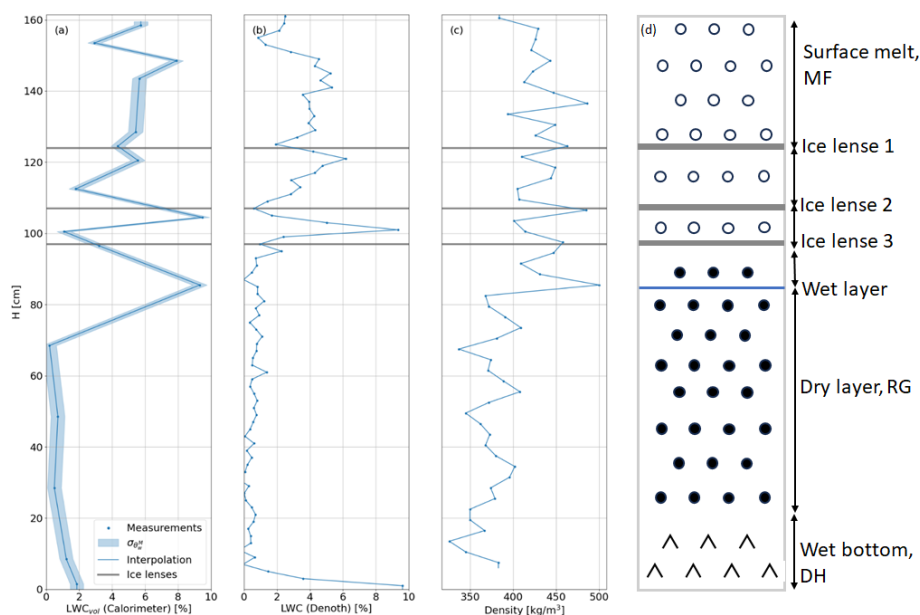 (a)
(b)
(c)
(d)
160
140
120
100
80
60
40
20
0
H [cm]
Measurements
σθwM
Interpolation
Ice lenses
0 2 4 6 8 10
LWCvol (Calorimeter) [%]
0 2 4 6 8 10
LWC (Denoth) [%]
350 400 450 500
Density [kg/m³]
Surface melt,
MF
Ice lense 1
Ice lense 2
Ice lense 3
Wet layer
Dry layer, RG
Wet bottom,
DH